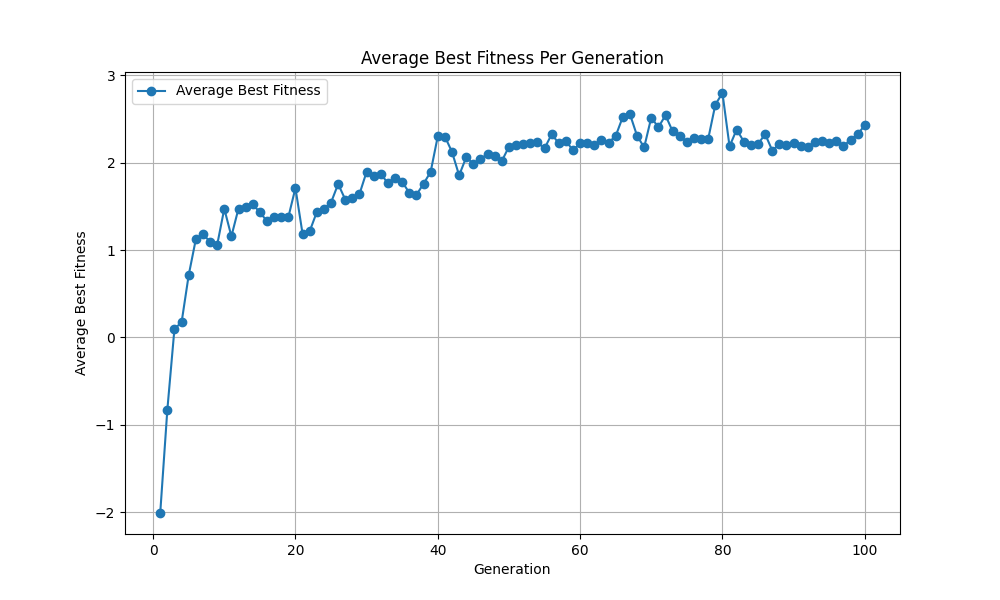 Average Best Fitness Per Generation
Average Best Fitness
3
2
1
0
−1
−2
Average Best Fitness
0 20 40 60 80 100
Generation